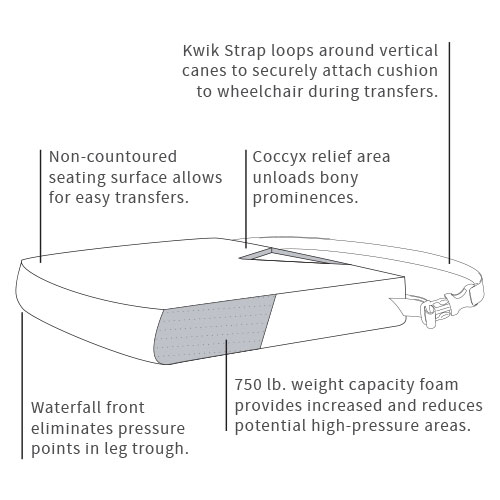 Kwik Strap loops around vertical
canes to securely attach cushion
to wheelchair during transfers.
Non-countoured
seating surface allows
for easy transfers.
Coccyx relief area
unloads bony
prominences.
750 lb. weight capacity foam
provides increased and reduces
potential high-pressure areas.
Waterfall front
eliminates pressure
points in leg trough.